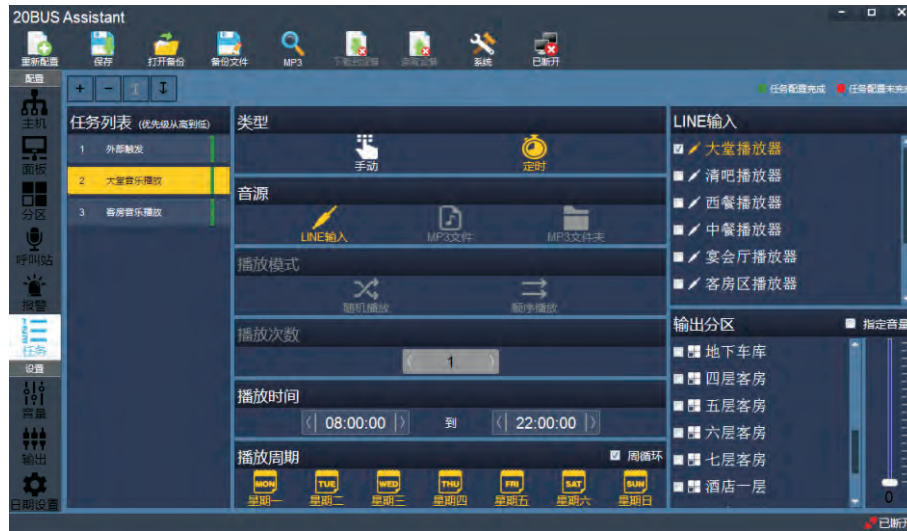 20BUS Assistant
重新配置
保存
打开备份
备份文件
MP3
系统
已断开
配置
任务配置完成
主机
面板
分区
呼叫站
报警
任务
设置
音量
输出
日期设置
任务列表 (优先级从高到低)
1 外部触发
2 大堂音乐播放
3 客房音乐播放
类型
手动
定时
音源
LINE输入
MP3文件
MP3文件夹
播放模式
随机播放
顺序播放
播放次数
1
播放时间
08:00:00 到 22:00:00
播放周期
周循环
MON TUE WED THU FRI SAT SUN
星期一 星期二 星期三 星期四 星期五 星期六 星期日
LINE输入
大堂播放器
清吧播放器
西餐播放器
中餐播放器
宴会厅播放器
客房区播放器
输出分区
指定音量
地下车库
四层客房
五层客房
六层客房
七层客房
酒店一层
0